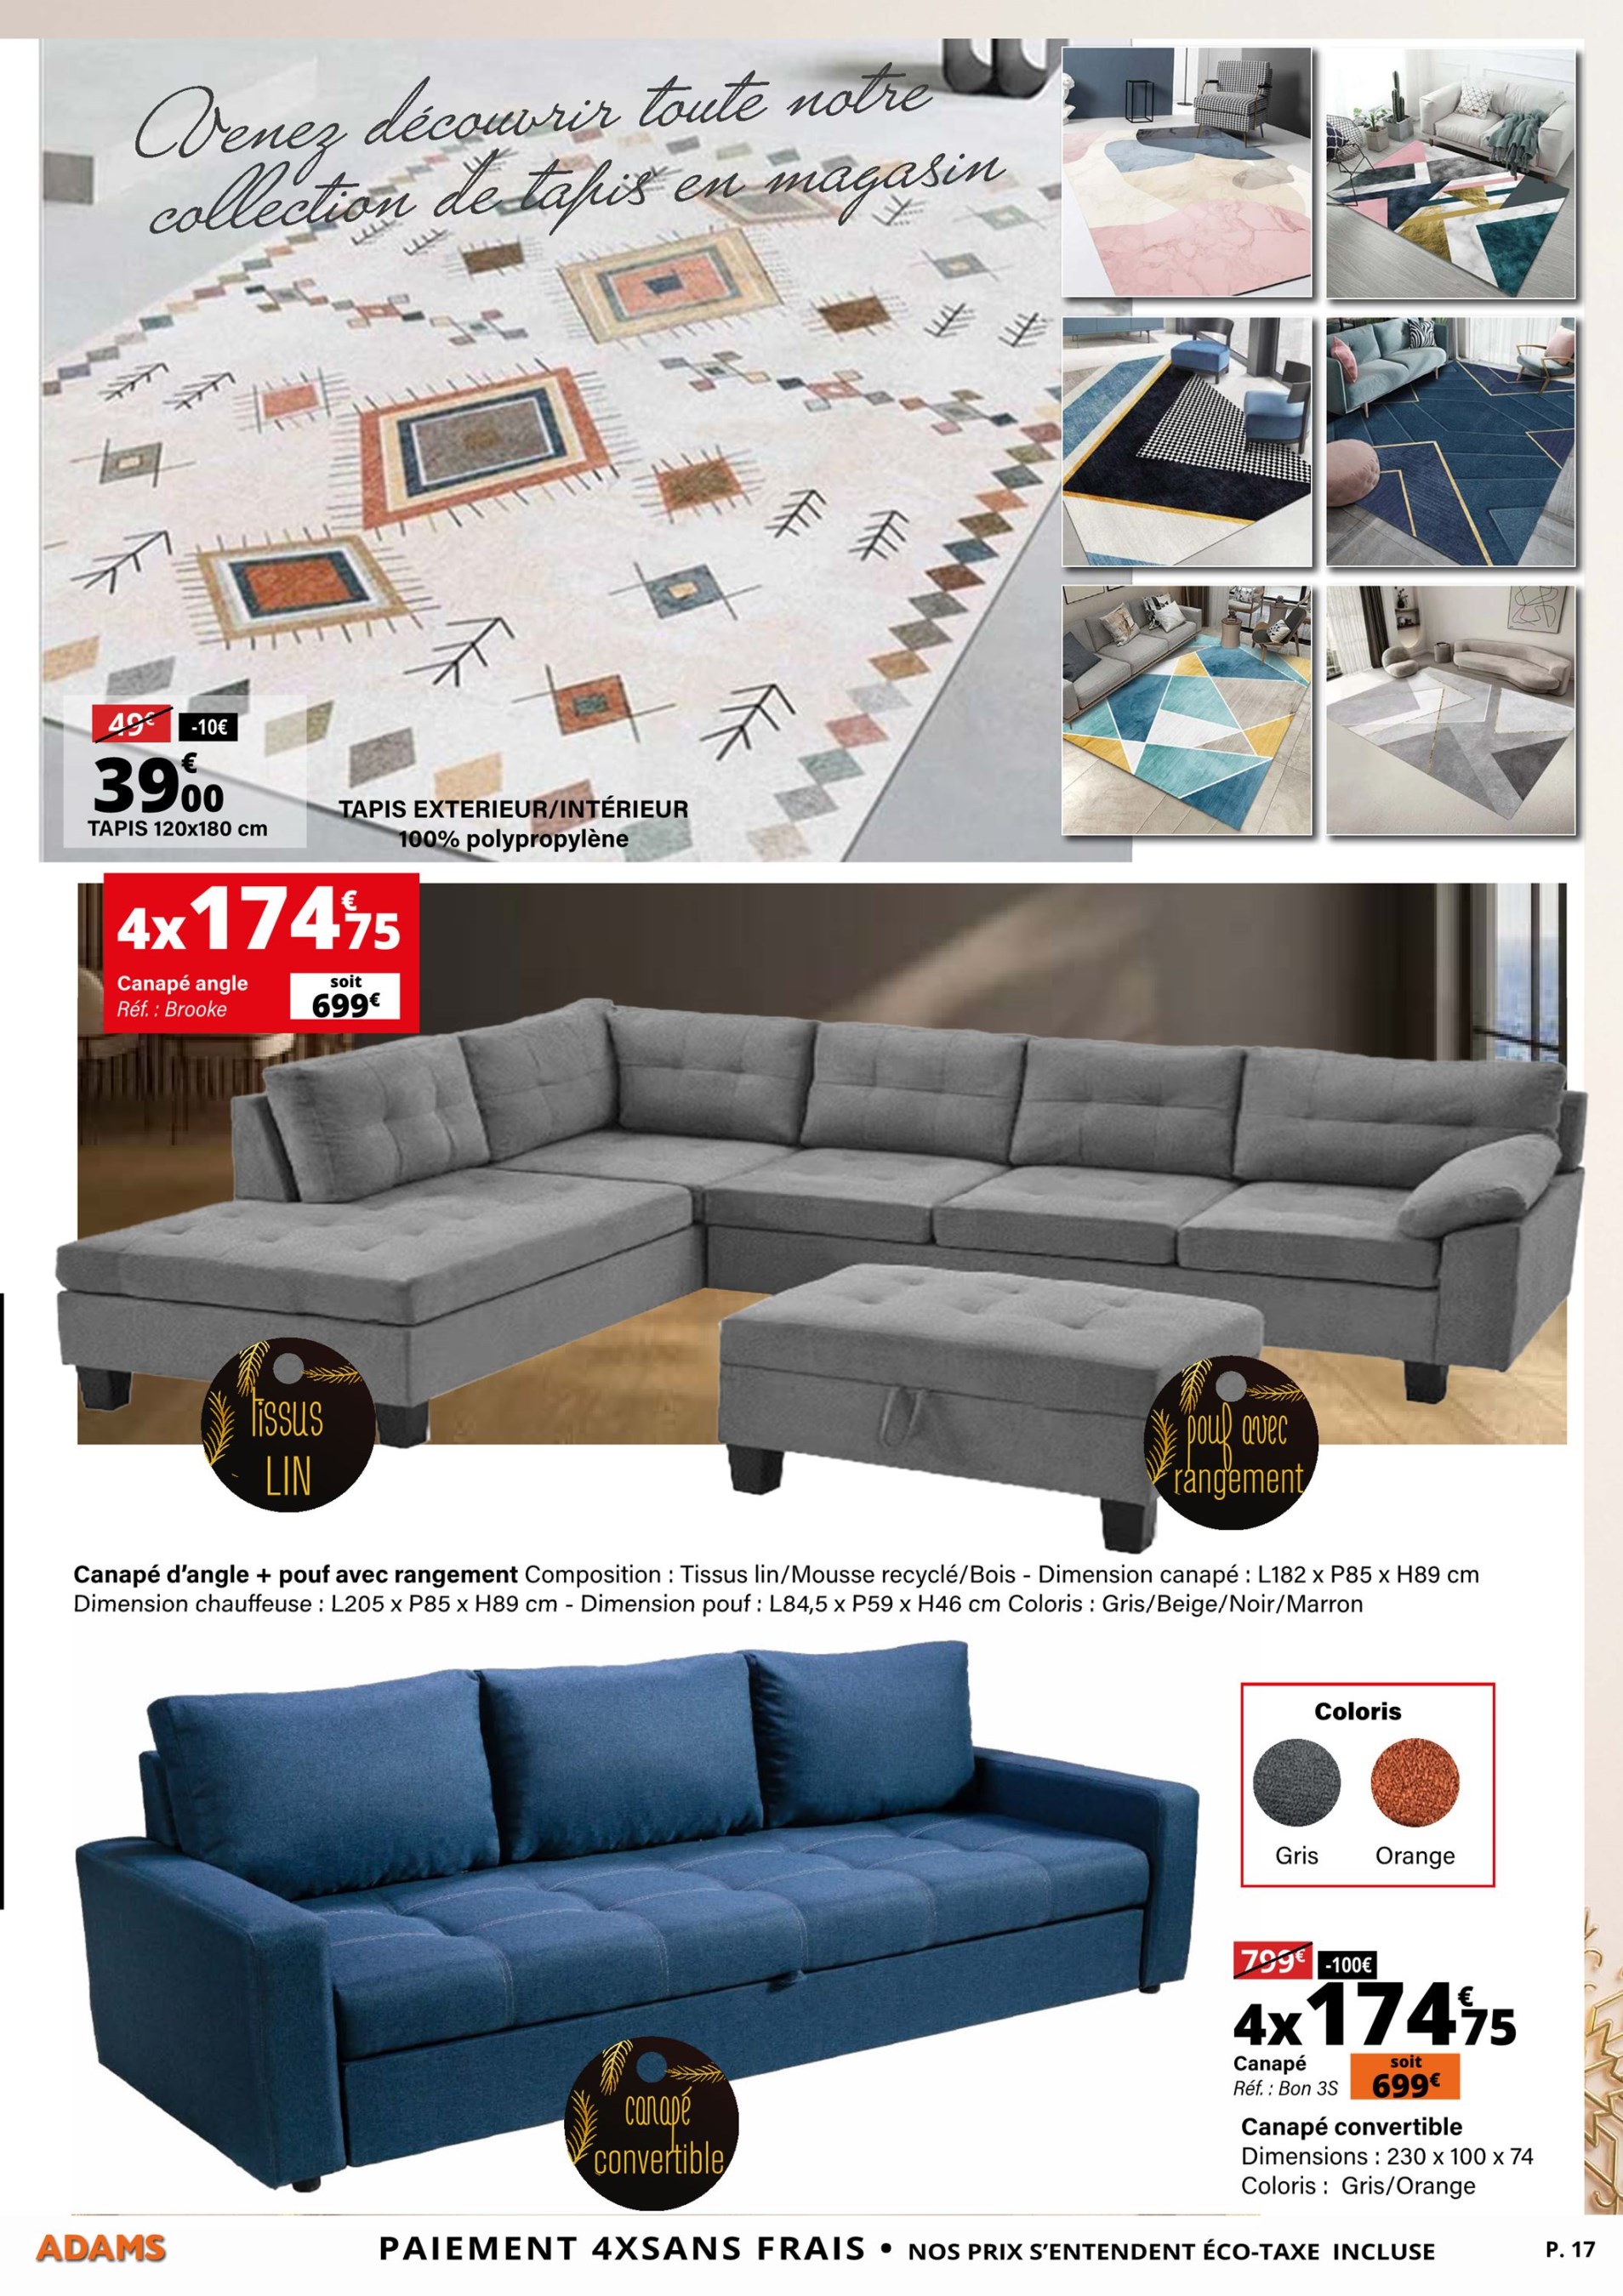 Venez découvrir toute notre
collection de tapis en magasin
49€ -10€
39€00
TAPIS 120x180 cm
TAPIS EXTERIEUR/INTÉRIEUR
100% polypropylène
4x174€75
Canapé angle
Réf. : Brooke
soit
699€
Tissus
LIN
pouf avec
rangement
Canapé d’angle + pouf avec rangement Composition : Tissus lin/Mousse recyclé/Bois - Dimension canapé : L182 x P85 x H89 cm
Dimension chauffeuse : L205 x P85 x H89 cm - Dimension pouf : L84,5 x P59 x H46 cm Coloris : Gris/Beige/Noir/Marron
Coloris
Gris Orange
799€ -100€
4x174€75
Canapé
Réf. : Bon 3S
soit
699€
canapé
convertible
Canapé convertible
Dimensions : 230 x 100 x 74
Coloris : Gris/Orange
ADAMS PAIEMENT 4XSANS FRAIS • NOS PRIX S’ENTENDENT ÉCO-TAXE INCLUSE P. 17